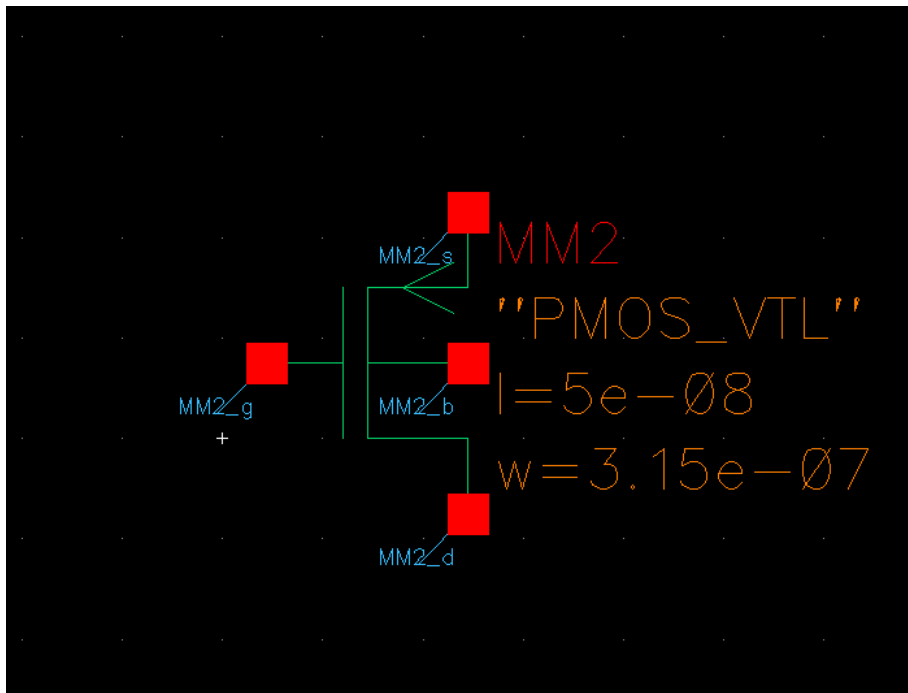 MM2_s
MM2
"PMOS_VTL"
MM2_g
MM2_b
l=5e-08
w=3.15e-07
MM2_d